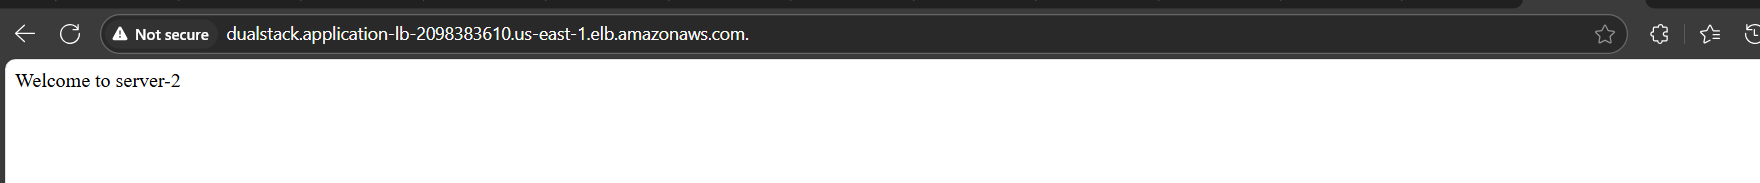 Not secure dualstack.application-lb-2098383610.us-east-1.elb.amazonaws.com.
Welcome to server-2